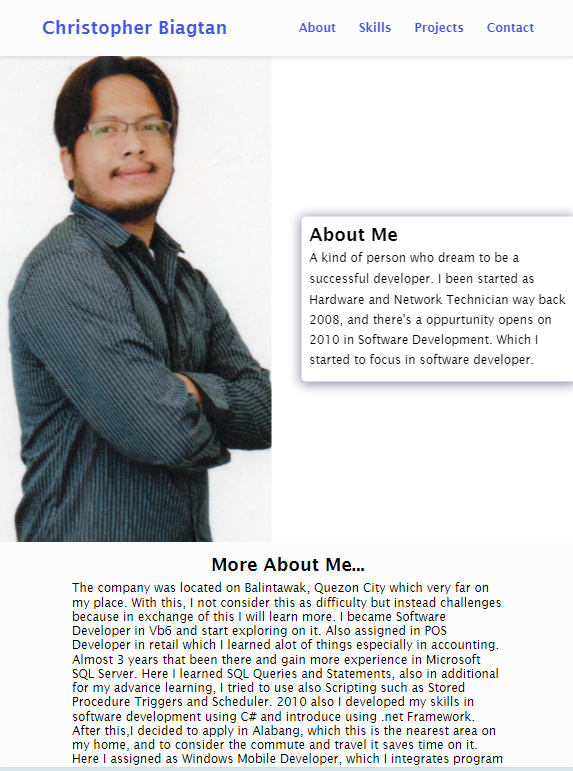 Christopher Biagtan
About Skills Projects Contact
About Me
A kind of person who dream to be a
successful developer. I been started as
Hardware and Network Technician way back
2008, and there's a oppurtunity opens on
2010 in Software Development. Which I
started to focus in software developer.
More About Me...
The company was located on Balintawak, Quezon City which very far on
my place. With this, I not consider this as difficulty but instead challenges
because in exchange of this I will learn more. I became Software
Developer in Vb6 and start exploring on it. Also assigned in POS
Developer in retail which I learned alot of things especially in accounting.
Almost 3 years that been there and gain more experience in Microsoft
SQL Server. Here I learned SQL Queries and Statements, also in additional
for my advance learning, I tried to use also Scripting such as Stored
Procedure Triggers and Scheduler. 2010 also I developed my skills in
software development using C# and introduce using .net Framework.
After this,I decided to apply in Alabang, which this is the nearest area on
my home, and to consider the commute and travel it saves time on it.
Here I assigned as Windows Mobile Developer, which I integrates program